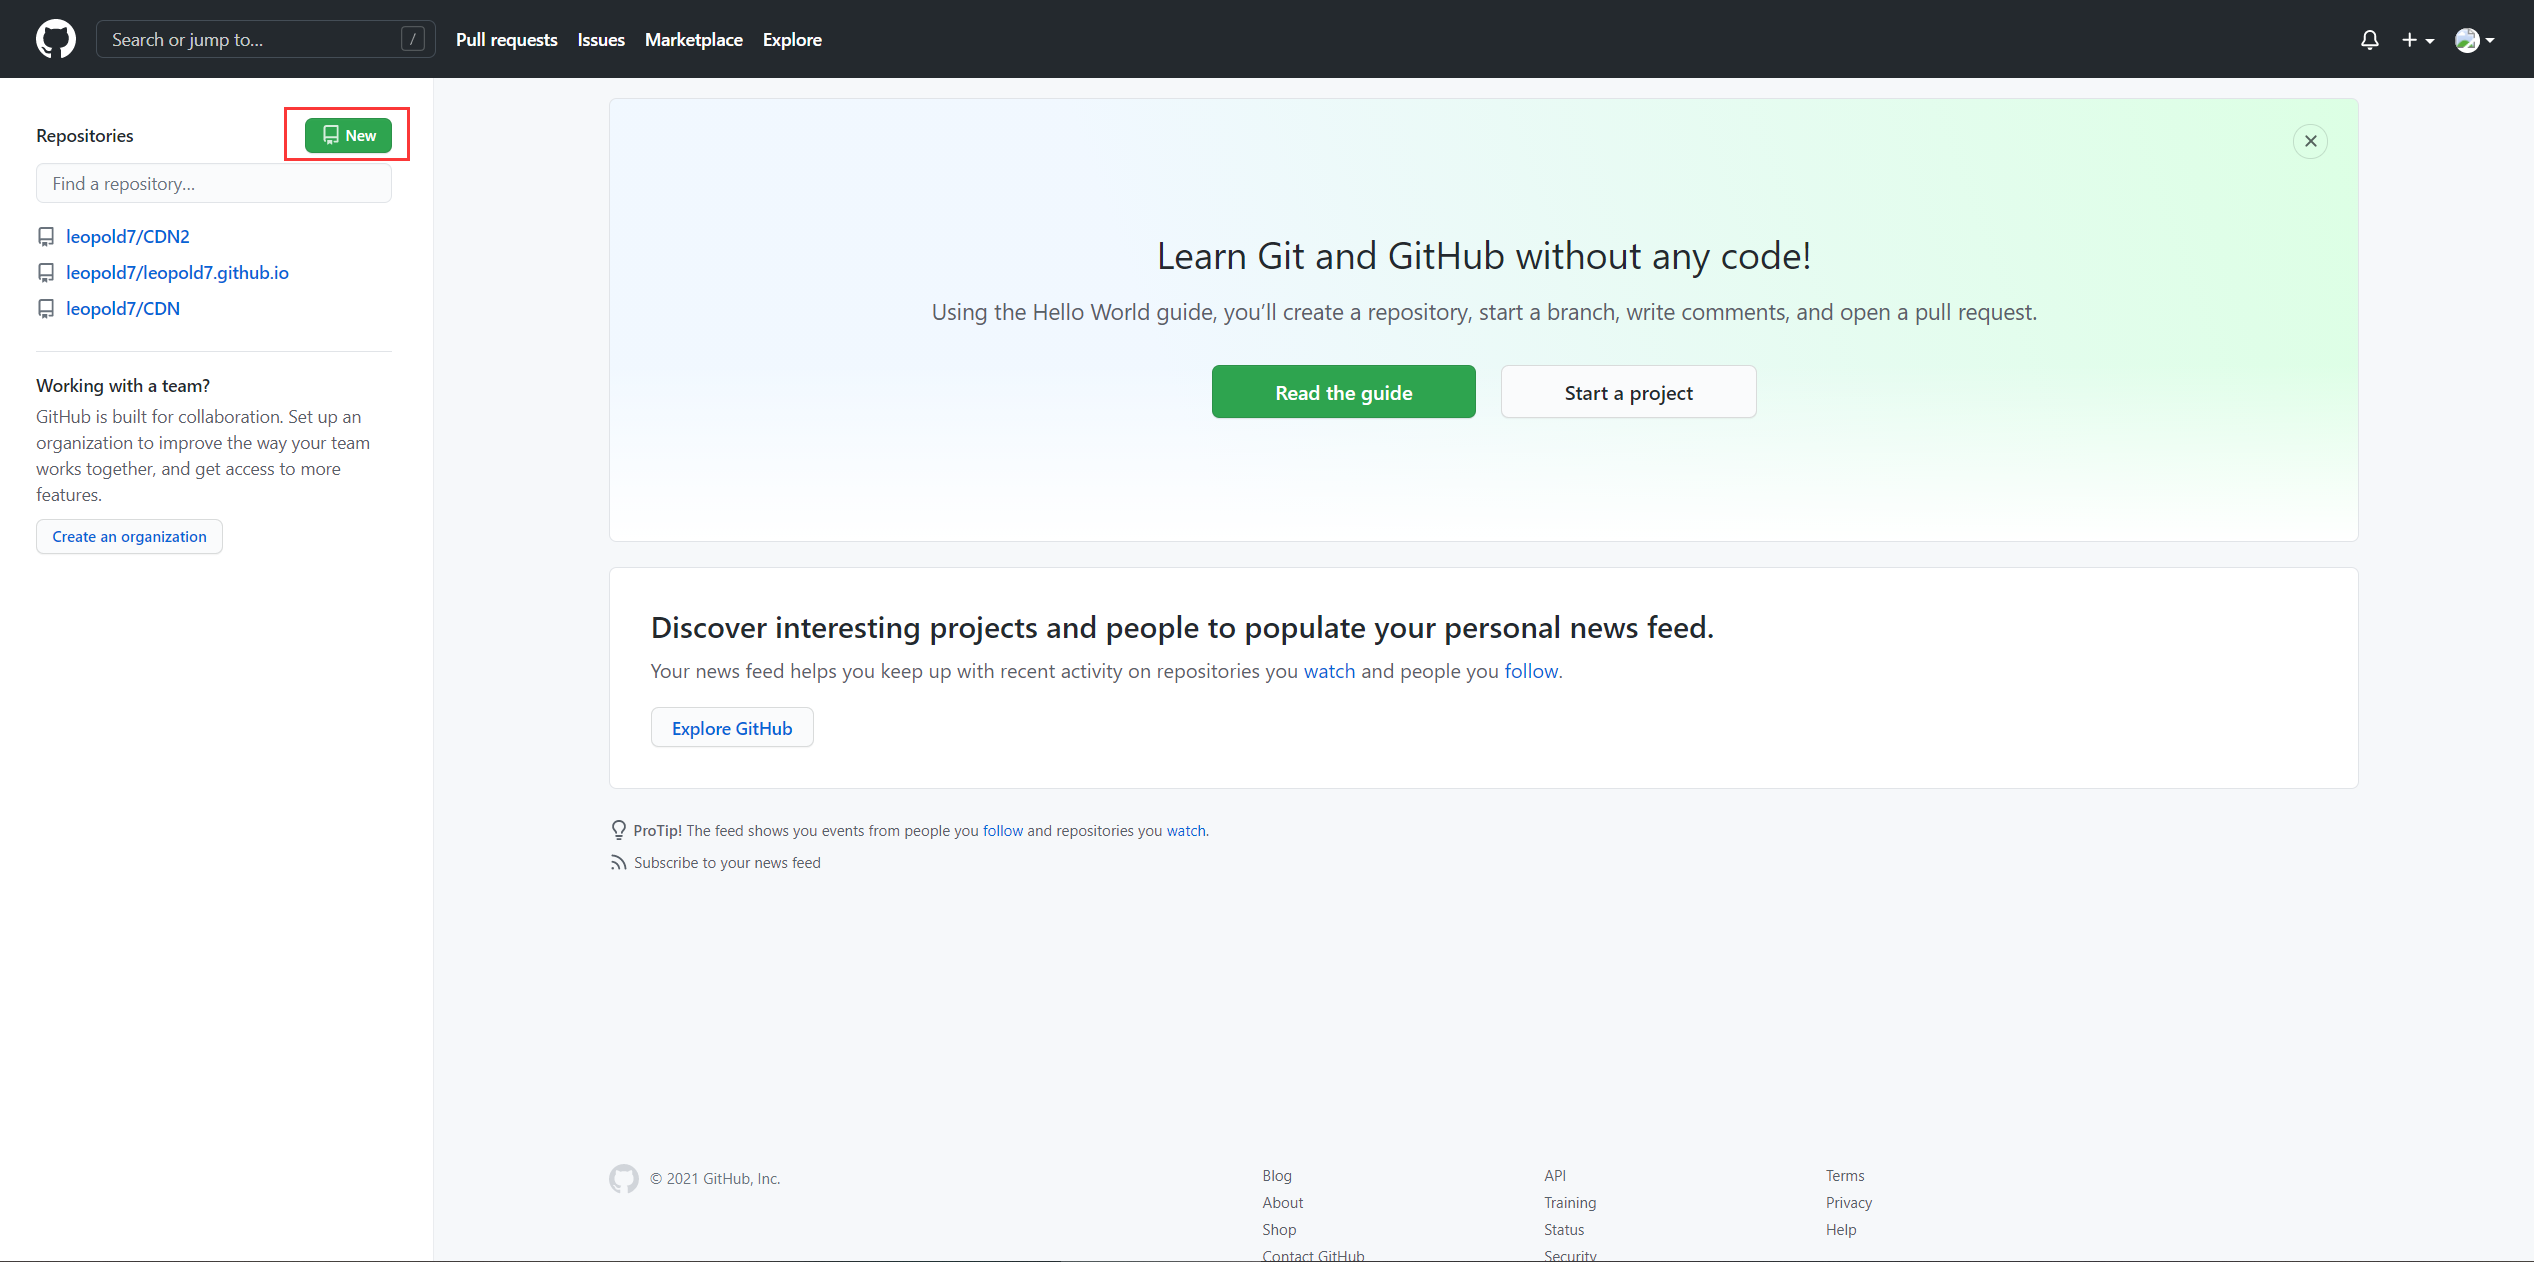 Search or jump to...
/
Pull requests
Issues
Marketplace
Explore
Repositories
New
Find a repository...
leopold7/CDN2
leopold7/leopold7.github.io
leopold7/CDN
Working with a team?
GitHub is built for collaboration. Set up an
organization to improve the way your team
works together, and get access to more
features.
Create an organization
Learn Git and GitHub without any code!
Using the Hello World guide, you’ll create a repository, start a branch, write comments, and open a pull request.
Read the guide
Start a project
Discover interesting projects and people to populate your personal news feed.
Your news feed helps you keep up with recent activity on repositories you watch and people you follow.
Explore GitHub
ProTip! The feed shows you events from people you follow and repositories you watch.
Subscribe to your news feed
© 2021 GitHub, Inc.
Blog
About
Shop
Contact GitHub
API
Training
Status
Security
Terms
Privacy
Help